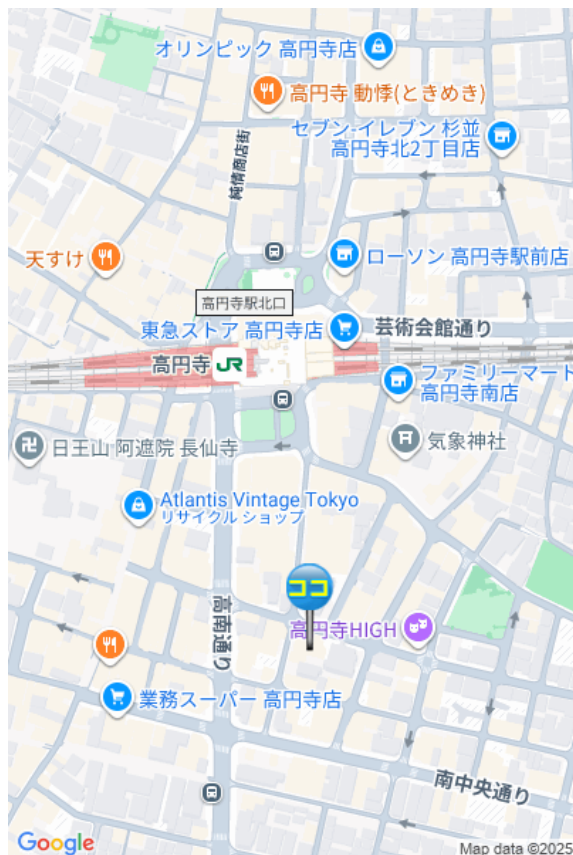 オリンピック 高円寺店
高円寺 動悸(ときめき)
セブン-イレブン 杉並
高円寺北2丁目店
純情商店街
天すけ
ローソン 高円寺駅前店
高円寺駅北口
東急ストア 高円寺店
芸術会館通り
高円寺
JR
ファミリーマート
高円寺南店
日王山 阿遮院 長仙寺
気象神社
Atlantis Vintage Tokyo
リサイクル ショップ
ココ
高南通り
高円寺HIGH
業務スーパー 高円寺店
南中央通り
Google
Map data ©2025